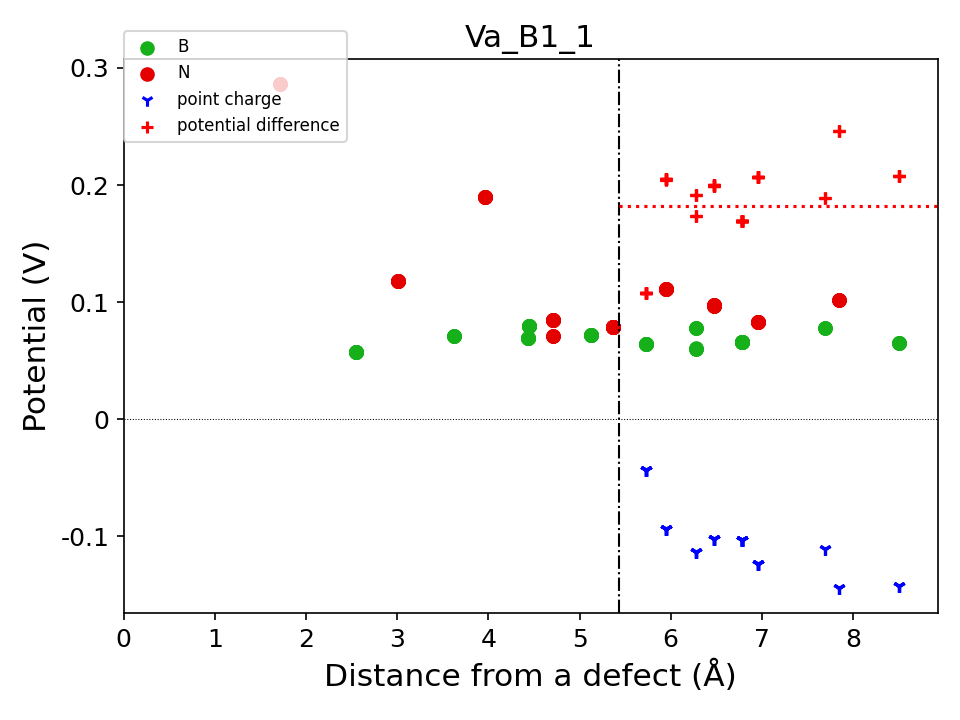 Va_B1_1
B
N
point charge
potential difference
0.3
0.2
0.1
0
-0.1
Potential (V)
0 1 2 3 4 5 6 7 8
Distance from a defect (Å)